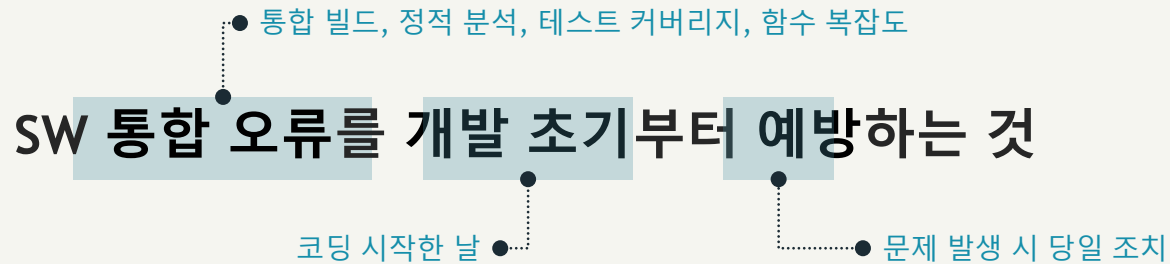 통합 빌드, 정적 분석, 테스트 커버리지, 함수 복잡도
SW 통합 오류를 개발 초기부터 예방하는 것
코딩 시작한 날
문제 발생 시 당일 조치